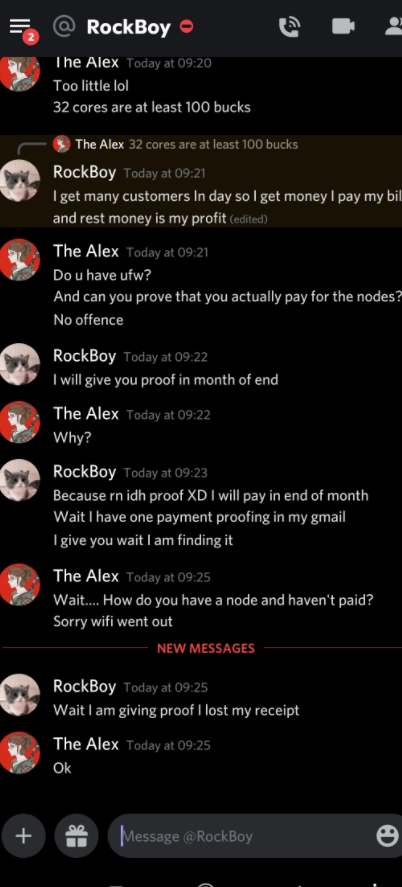 2
@ RockBoy
The Alex Today at 09:20
Too little lol
32 cores are at least 100 bucks
The Alex 32 cores are at least 100 bucks
RockBoy Today at 09:21
I get many customers In day so I get money I pay my bil
and rest money is my profit (edited)
The Alex Today at 09:21
Do u have ufw?
And can you prove that you actually pay for the nodes?
No offence
RockBoy Today at 09:22
I will give you proof in month of end
The Alex Today at 09:22
Why?
RockBoy Today at 09:23
Because rn idh proof XD I will pay in end of month
Wait I have one payment proofing in my gmail
I give you wait I am finding it
The Alex Today at 09:25
Wait.... How do you have a node and haven't paid?
Sorry wifi went out
NEW MESSAGES
RockBoy Today at 09:25
Wait I am giving proof I lost my receipt
The Alex Today at 09:25
Ok
Message @RockBoy